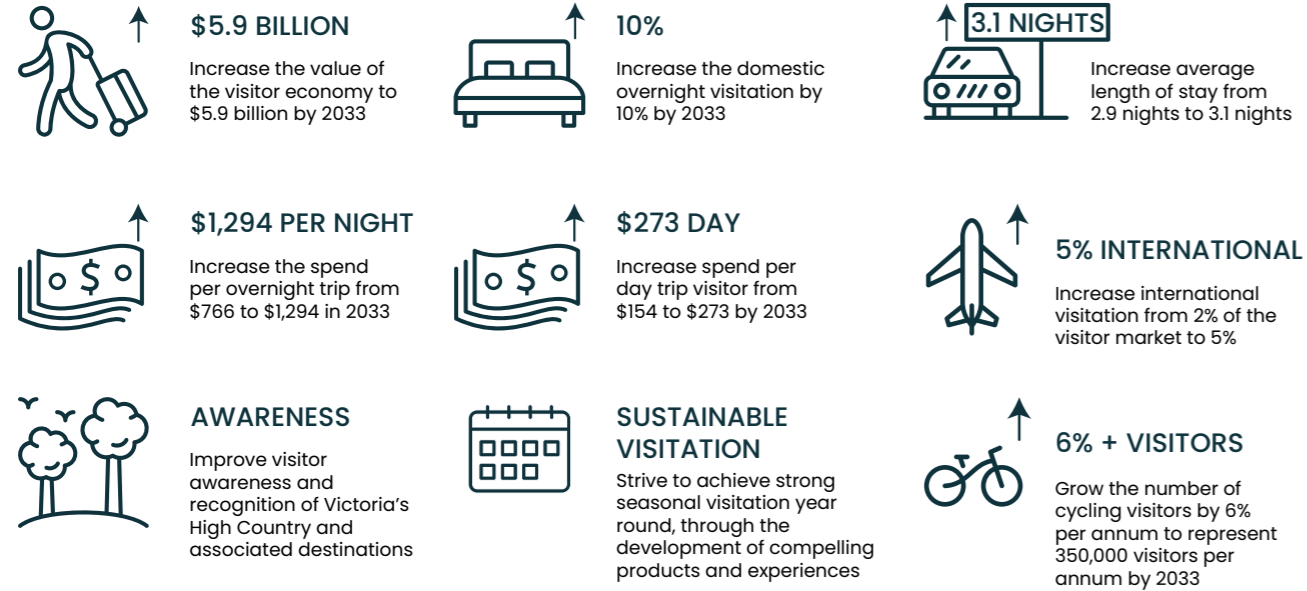 $5.9 BILLION
Increase the value of
the visitor economy to
$5.9 billion by 2033
10%
Increase the domestic
overnight visitation by
10% by 2033
3.1 NIGHTS
Increase average
length of stay from
2.9 nights to 3.1 nights
$1,294 PER NIGHT
Increase the spend
per overnight trip from
$766 to $1,294 in 2033
$
$273 DAY
Increase spend per
day trip visitor from
$154 to $273 by 2033
$
5% INTERNATIONAL
Increase international
visitation from 2% of the
visitor market to 5%
AWARENESS
Improve visitor
awareness and
recognition of Victoria’s
High Country and
associated destinations
SUSTAINABLE
VISITATION
Strive to achieve strong
seasonal visitation year
round, through the
development of compelling
products and experiences
6% + VISITORS
Grow the number of
cycling visitors by 6%
per annum to represent
350,000 visitors per
annum by 2033